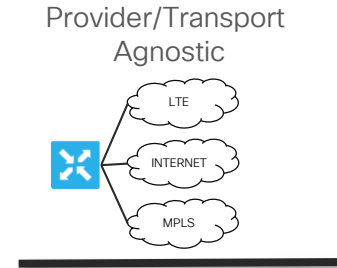 Provider/Transport
Agnostic
LTE
INTERNET
MPLS